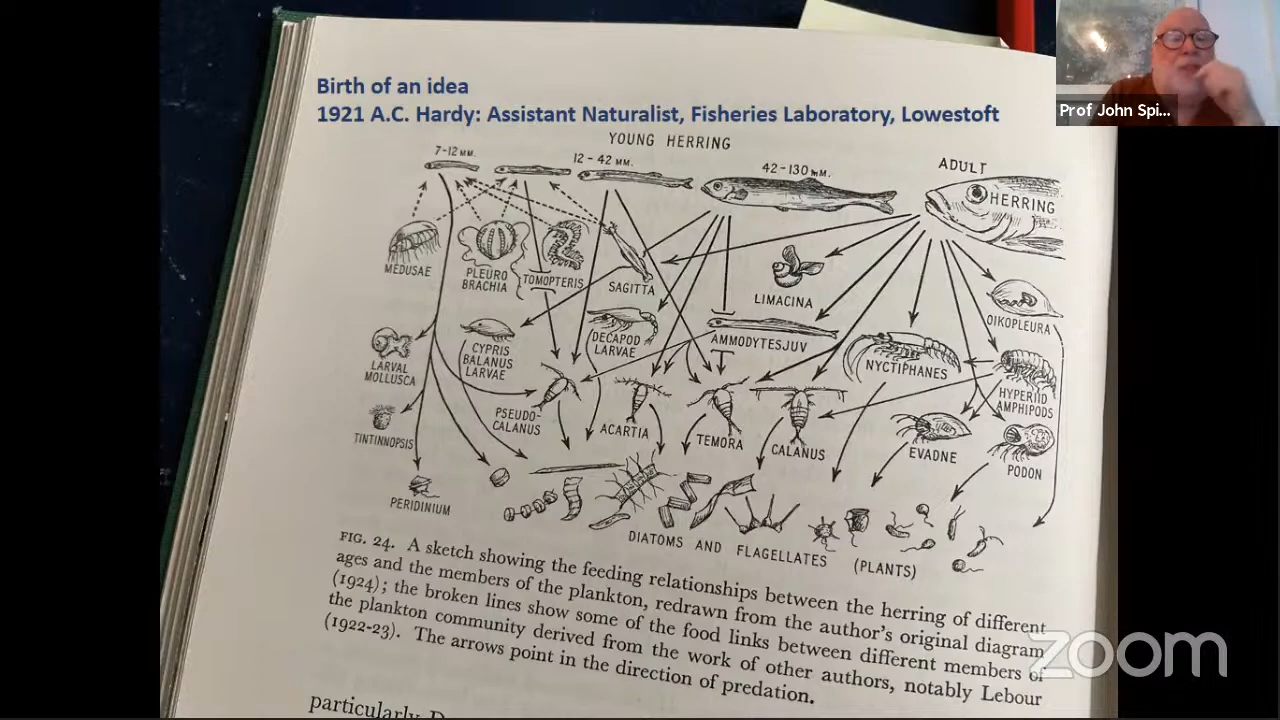 Birth of an idea
1921 A.C. Hardy: Assistant Naturalist, Fisheries Laboratory, Lowestoft
Prof John Spi...
YOUNG HERRING
7-12 MM.
12-42 MM.
42-130 MM.
ADULT
HERRING
MEDUSAE
PLEURO
BRACHIA
TOMOPTERIS
SAGITTA
LIMACINA
OIKOPLEURA
LARVAL
MOLLUSCA
CYPRIS
BALANUS
LARVAE
DECAPOD
LARVAE
AMMODYTES JUV
NYCTIPHANES
HYPERIID
AMPHIPODS
TINTINNOPSIS
PSEUDO-
CALANUS
ACARTIA
TEMORA
CALANUS
EVADNE
PODON
PERIDINIUM
DIATOMS AND FLAGELLATES (PLANTS)
FIG. 24. A sketch showing the feeding relationships between the herring of different
ages and the members of the plankton, redrawn from the author's original diagram
(1924); the broken lines show some of the food links between different members of
the plankton community derived from the work of other authors, notably Lebour
(1922-23). The arrows point in the direction of predation.
particularly
zoom